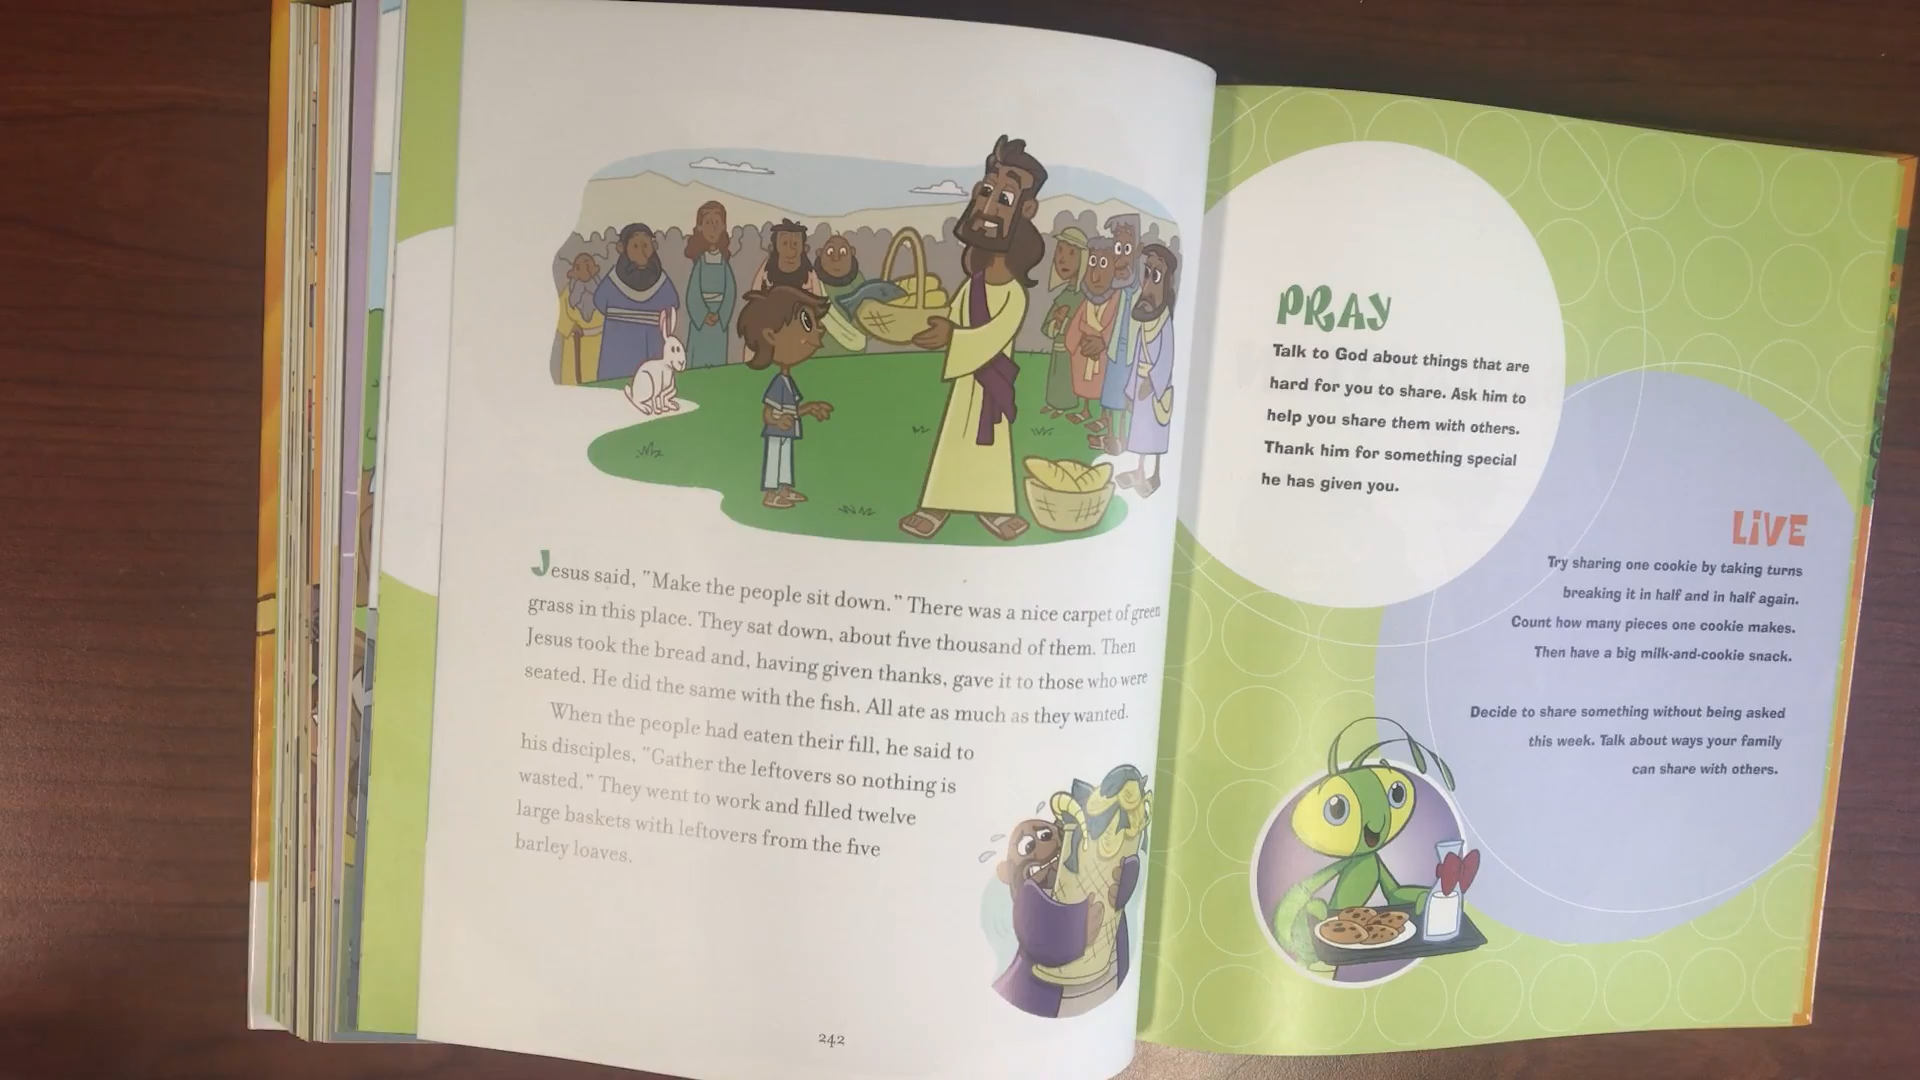 Jesus said, "Make the people sit down." There was a nice carpet of green
grass in this place. They sat down, about five thousand of them. Then
Jesus took the bread and, having given thanks, gave it to those who were
seated. He did the same with the fish. All ate as much as they wanted.
When the people had eaten their fill, he said to
his disciples, "Gather the leftovers so nothing is
wasted." They went to work and filled twelve
large baskets with leftovers from the five
barley loaves.
242
PRAY
Talk to God about things that are
hard for you to share. Ask him to
help you share them with others.
Thank him for something special
he has given you.
LiVE
Try sharing one cookie by taking turns
breaking it in half and in half again.
Count how many pieces one cookie makes.
Then have a big milk-and-cookie snack.
Decide to share something without being asked
this week. Talk about ways your family
can share with others.